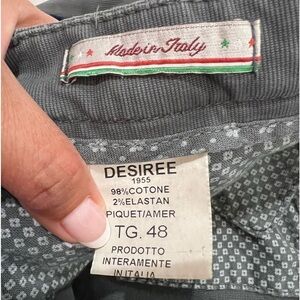 Made in Italy
DESIREE
1955
98%COTONE
2%ELASTAN
PIQUET/AMER
TG. 48
PRODOTTO
INTERAMENTE
IN ITALIA